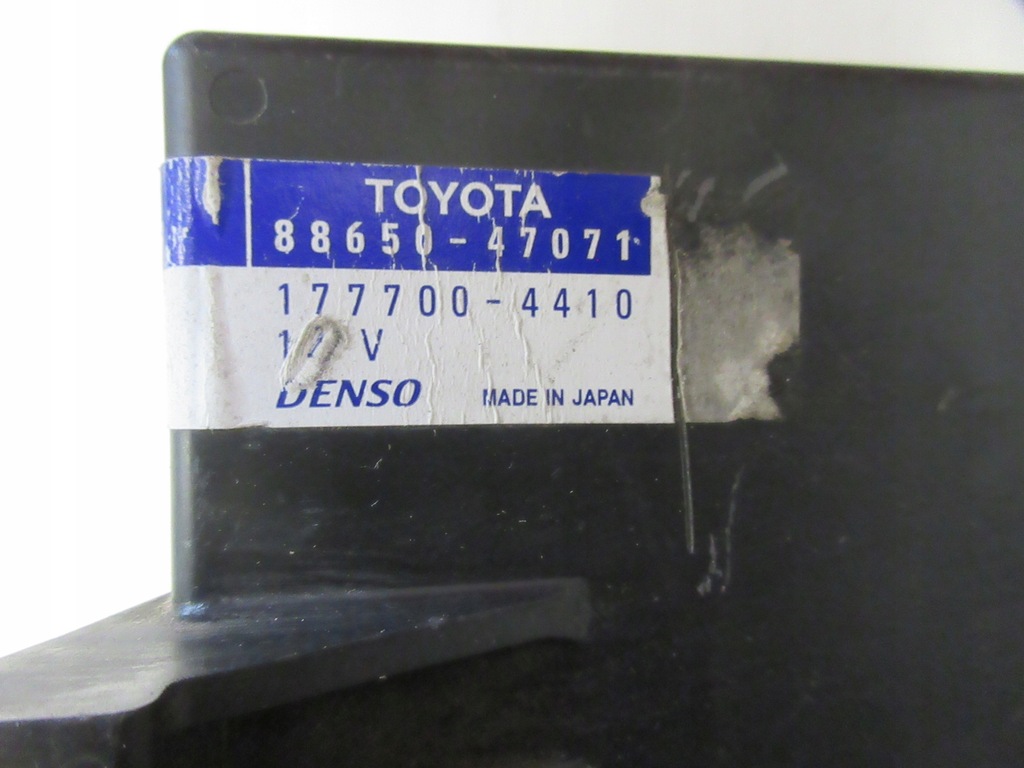 TOYOTA
88650-47071
177700-4410
V
DENSO MADE IN JAPAN